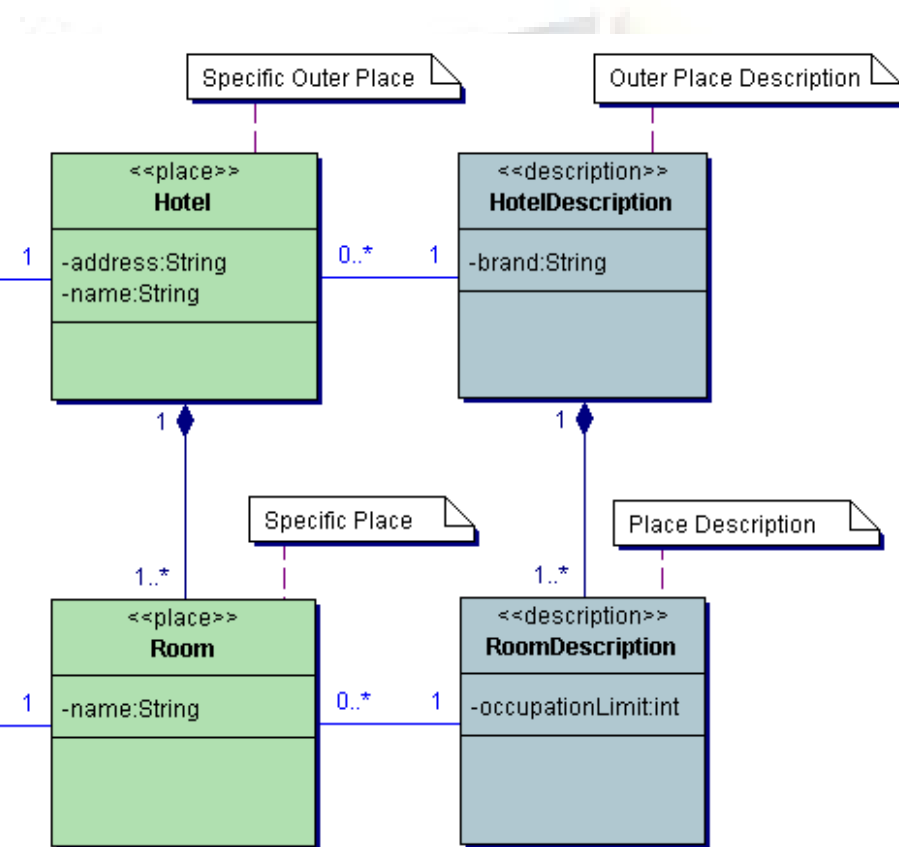 Specific Outer Place
Outer Place Description
<<place>>
Hotel
<<description>>
HotelDescription
1
-address:String
-name:String
0..*
1
-brand:String
1
1
Specific Place
Place Description
1..*
1..*
<<place>>
Room
<<description>>
RoomDescription
1
-name:String
0..*
1
-occupationLimit:int